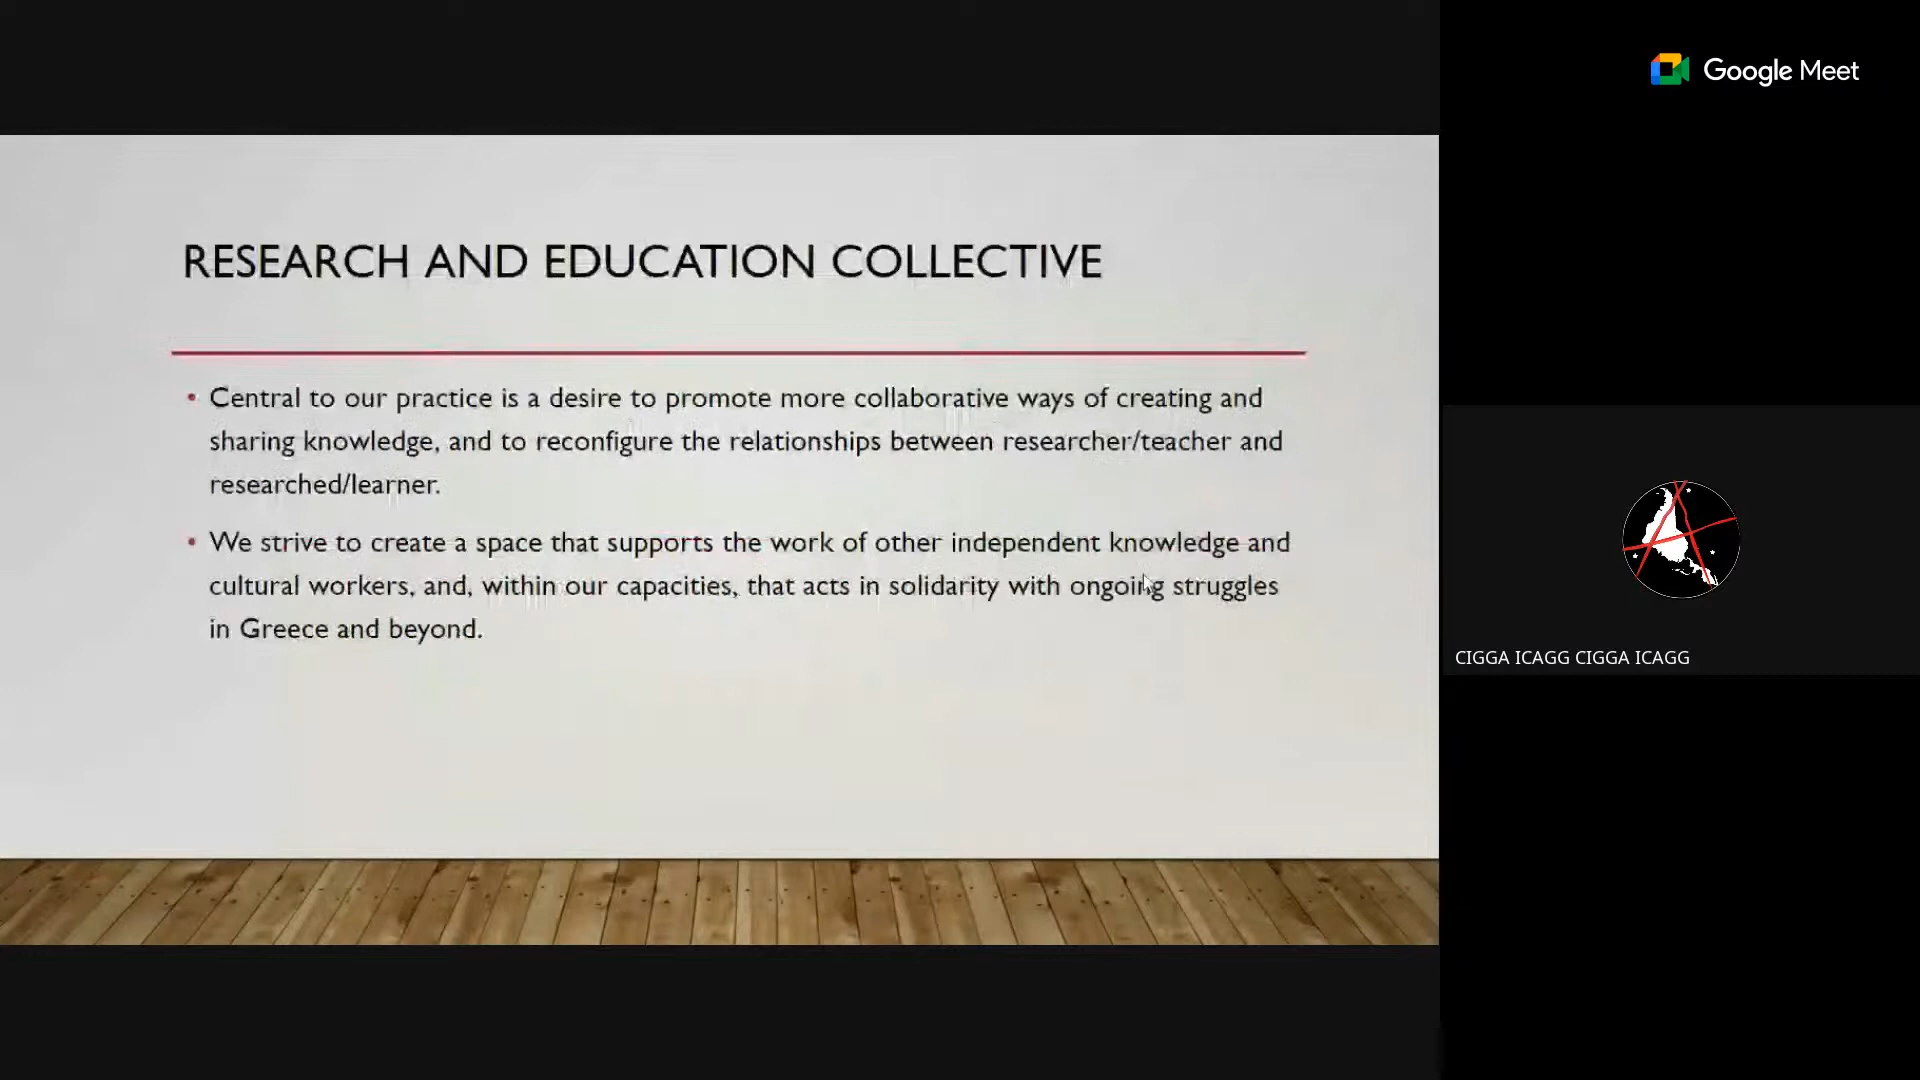 Google Meet
RESEARCH AND EDUCATION COLLECTIVE
• Central to our practice is a desire to promote more collaborative ways of creating and
sharing knowledge, and to reconfigure the relationships between researcher/teacher and
researched/learner.
• We strive to create a space that supports the work of other independent knowledge and
cultural workers, and, within our capacities, that acts in solidarity with ongoing struggles
in Greece and beyond.
CIGGA ICAGG CIGGA ICAGG